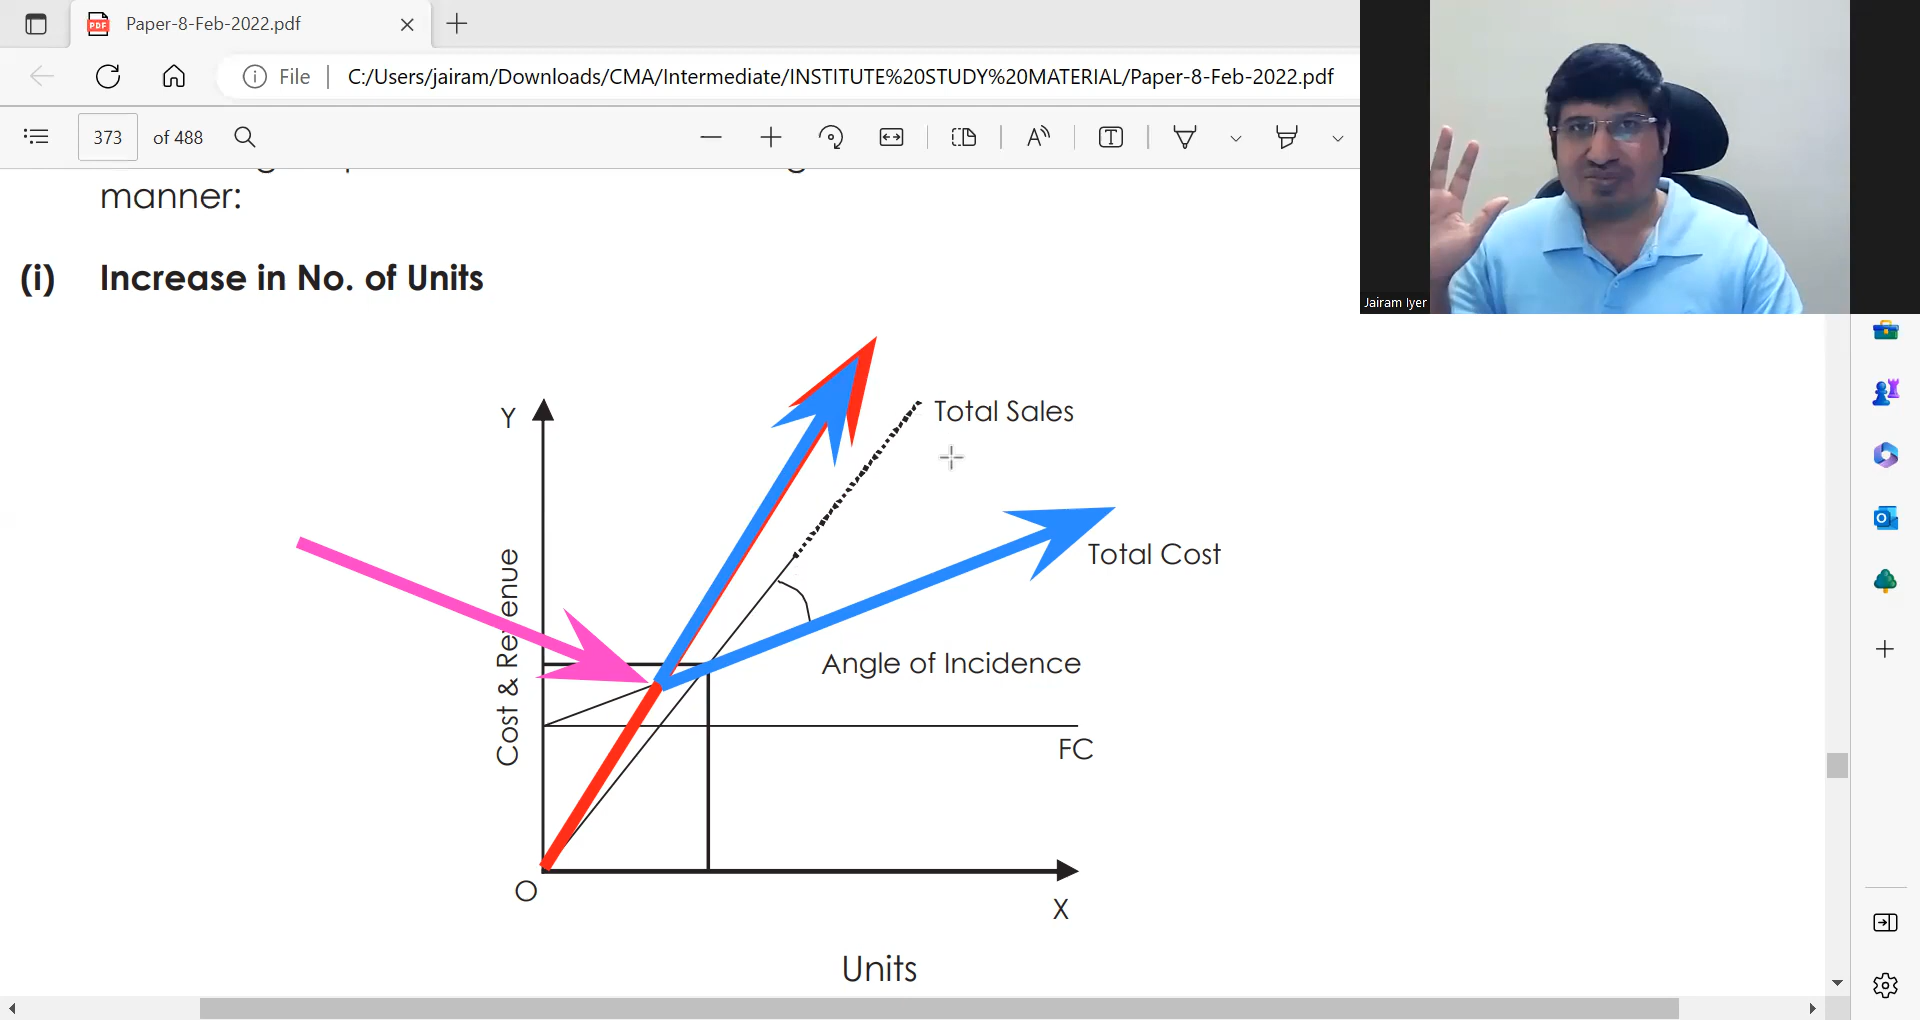 Paper-8-Feb-2022.pdf
File
C:/Users/jairam/Downloads/CMA/Intermediate/INSTITUTE%20STUDY%20MATERIAL/Paper-8-Feb-2022.pdf
373 of 488
manner:
(i) Increase in No. of Units
Y
Total Sales
Total Cost
Angle of Incidence
Cost & Revenue
FC
O
X
Units
Jairam Iyer